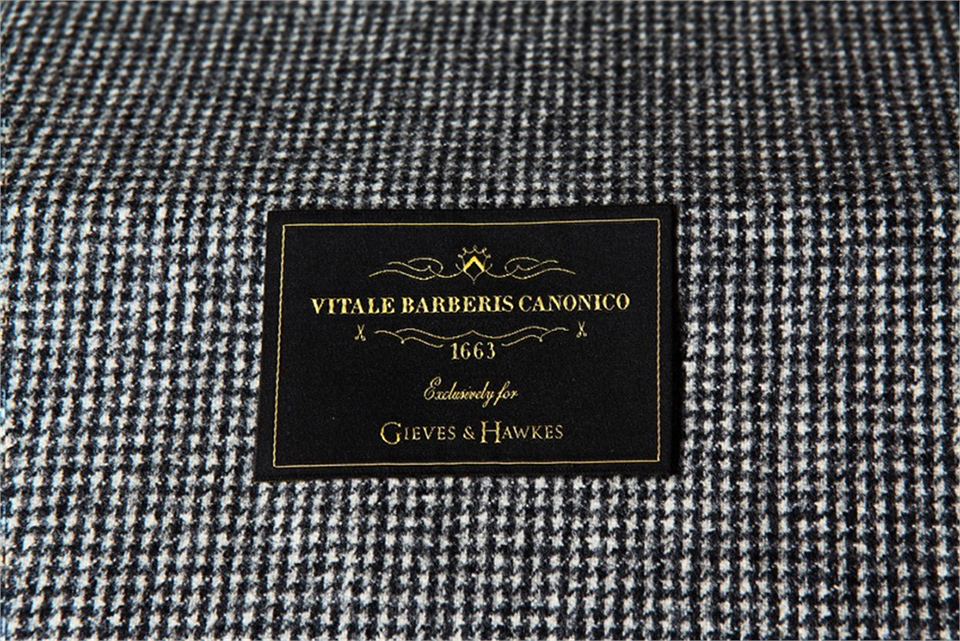 VITALE BARBERIS CANONICO
1663
Exclusively for
GIEVES & HAWKES